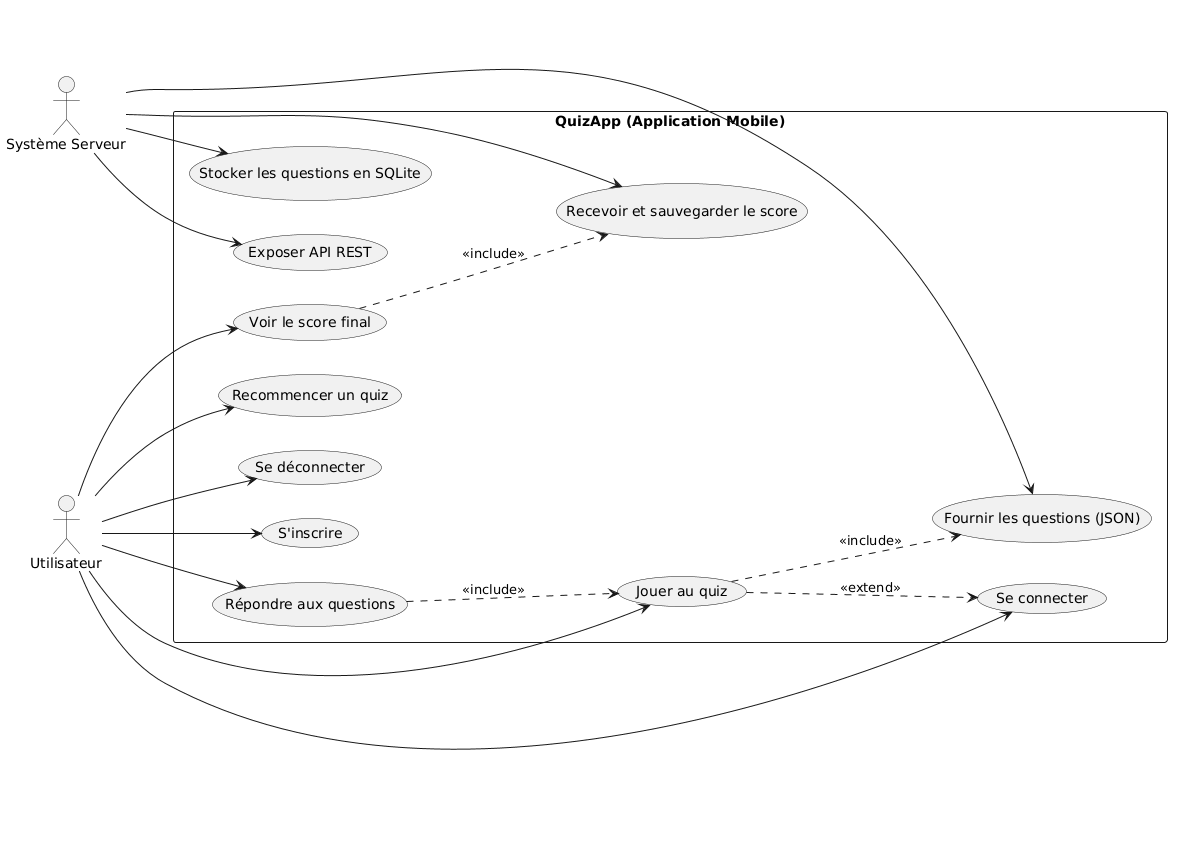 QuizApp (Application Mobile)
Système Serveur
Stocker les questions en SQLite
Recevoir et sauvegarder le score
Exposer API REST
«include»
Voir le score final
Recommencer un quiz
Se déconnecter
Fournir les questions (JSON)
Utilisateur
S'inscrire
«include»
Répondre aux questions
«include»
Jouer au quiz
«extend»
Se connecter